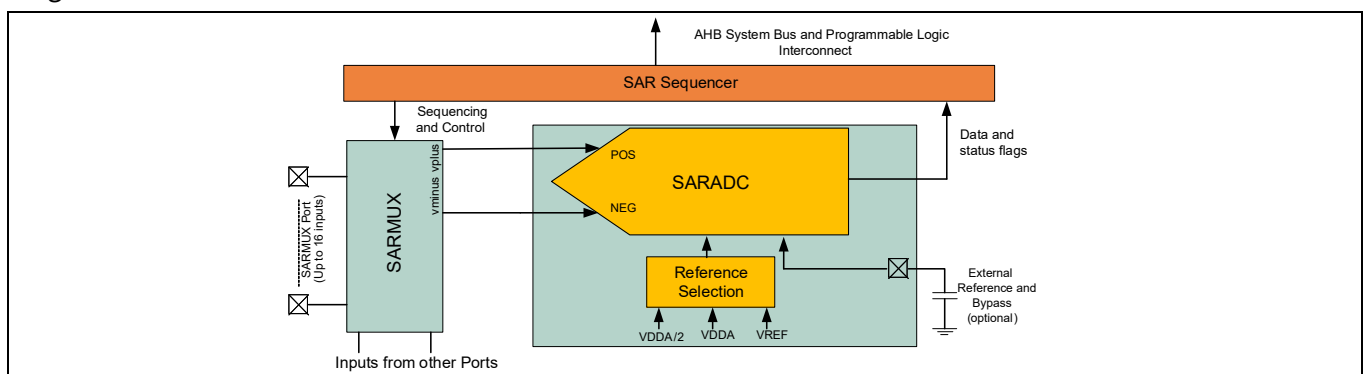 AHB System Bus and Programmable Logic
Interconnect
SAR Sequencer
Sequencing
and Control
Data and
status flags
vminus vplus
POS
SARADC
NEG
SARMUX
SARMUX Port
(Up to 16 inputs)
Reference
Selection
External
Reference and
Bypass
(optional)
VDDA/2 VDDA VREF
Inputs from other Ports